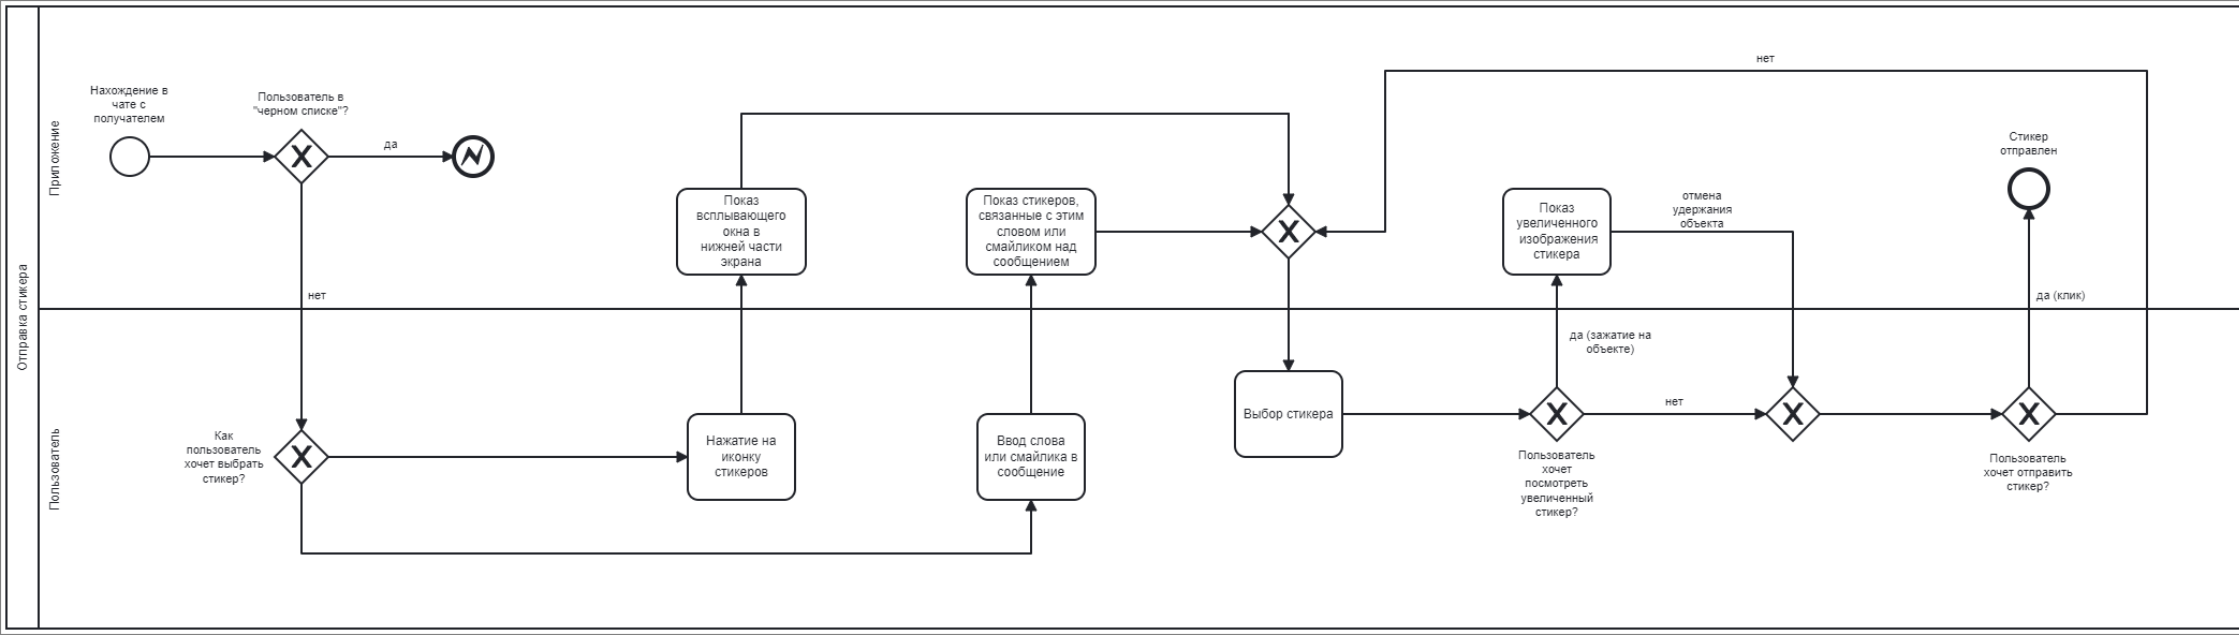 Отправка стикера
Приложение
Нахождение в
чате с
получателем
Пользователь в
"черном списке"?
да
нет
Показ
всплывающего
окна в
нижней части
экрана
Показ стикеров,
связанные с этим
словом или
смайликом над
сообщением
нет
Показ
увеличенного
изображения
стикера
отмена
удержания
объекта
Стикер
отправлен
да (клик)
Пользователь
Как
пользователь
хочет выбрать
стикер?
Нажатие на
иконку
стикеров
Ввод слова
или смайлика в
сообщение
Выбор стикера
да (зажатие на
объекте)
нет
Пользователь
хочет
посмотреть
увеличенный
стикер?
Пользователь
хочет отправить
стикер?